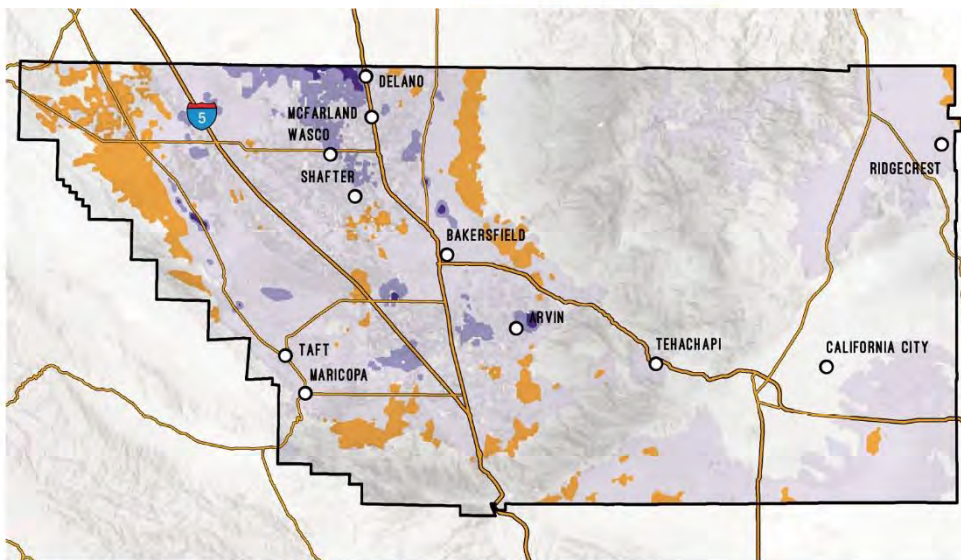 DELANO
MCFARLAND
5
WASCO
RIDGECREST
SHAFTER
BAKERSFIELD
ARVIN
TAFT
TEHACHAPI
CALIFORNIA CITY
MARICOPA